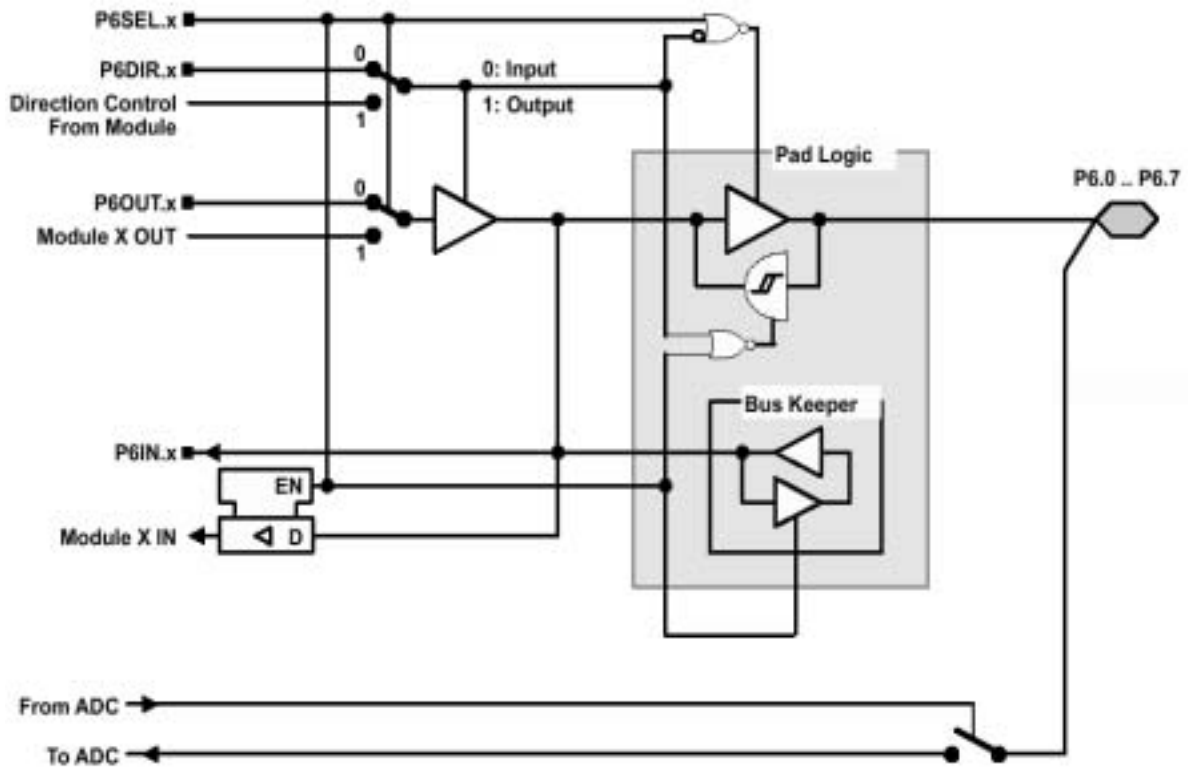 P6SEL.x
0
P6DIR.x
0: Input
Direction Control
From Module
1: Output
1
Pad Logic
P6.0 .. P6.7
0
P6OUT.x
Module X OUT
1
Bus Keeper
P6IN.x
EN
Module X IN
D
From ADC
To ADC